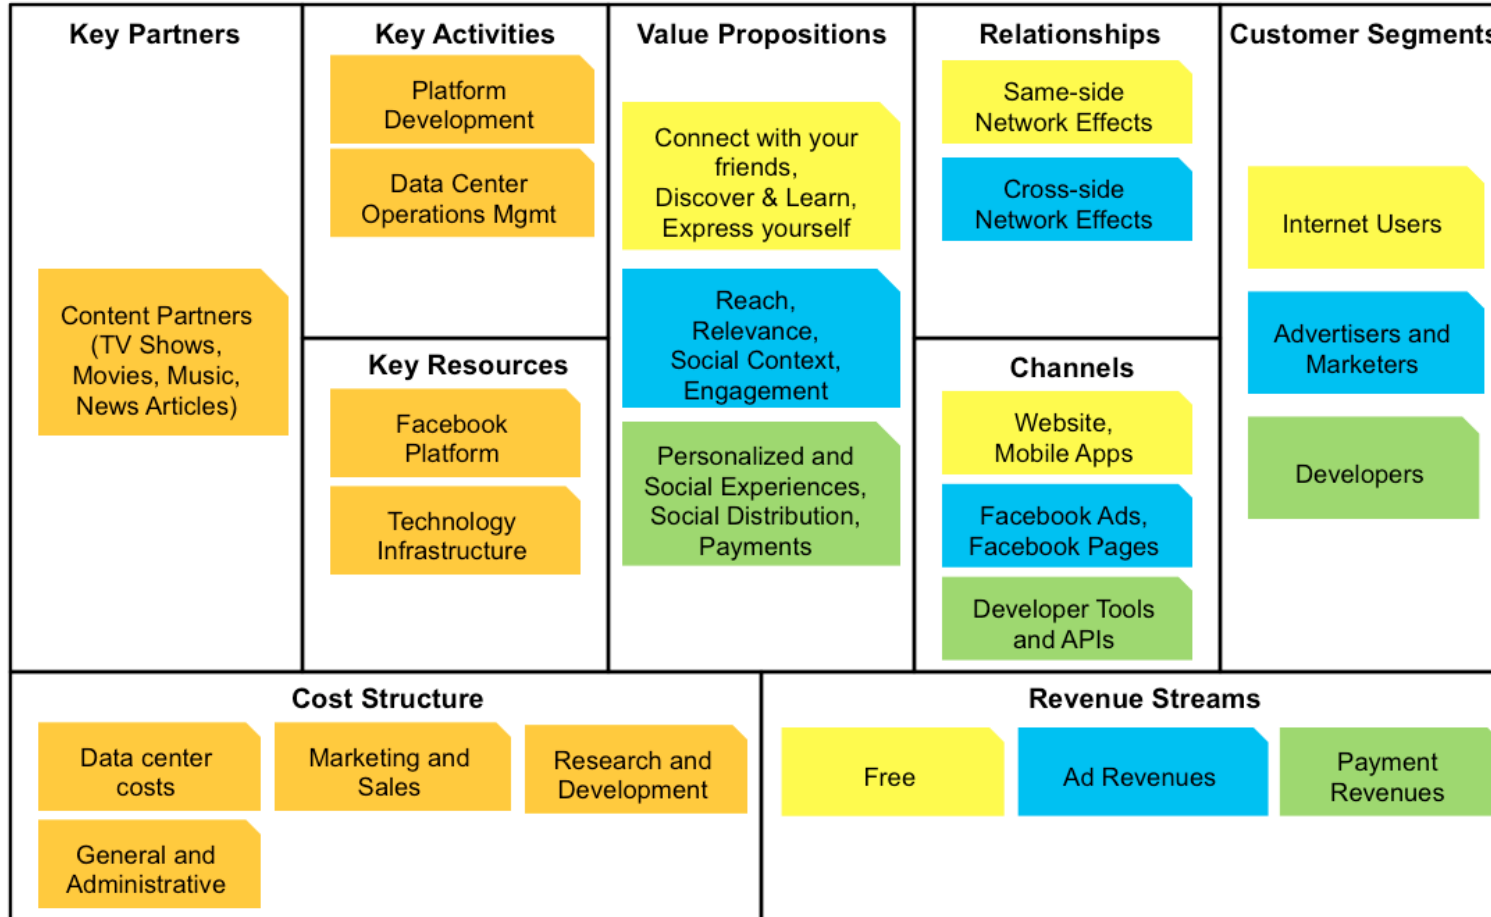 Key Partners
Content Partners
(TV Shows,
Movies, Music,
News Articles)
Key Activities
Platform
Development
Data Center
Operations Mgmt
Key Resources
Facebook
Platform
Technology
Infrastructure
Value Propositions
Connect with your
friends,
Discover & Learn,
Express yourself
Reach,
Relevance,
Social Context,
Engagement
Personalized and
Social Experiences,
Social Distribution,
Payments
Relationships
Same-side
Network Effects
Cross-side
Network Effects
Channels
Website,
Mobile Apps
Facebook Ads,
Facebook Pages
Developer Tools
and APIs
Customer Segments
Internet Users
Advertisers and
Marketers
Developers
Cost Structure
Data center
costs
Marketing and
Sales
Research and
Development
General and
Administrative
Revenue Streams
Free
Ad Revenues
Payment
Revenues